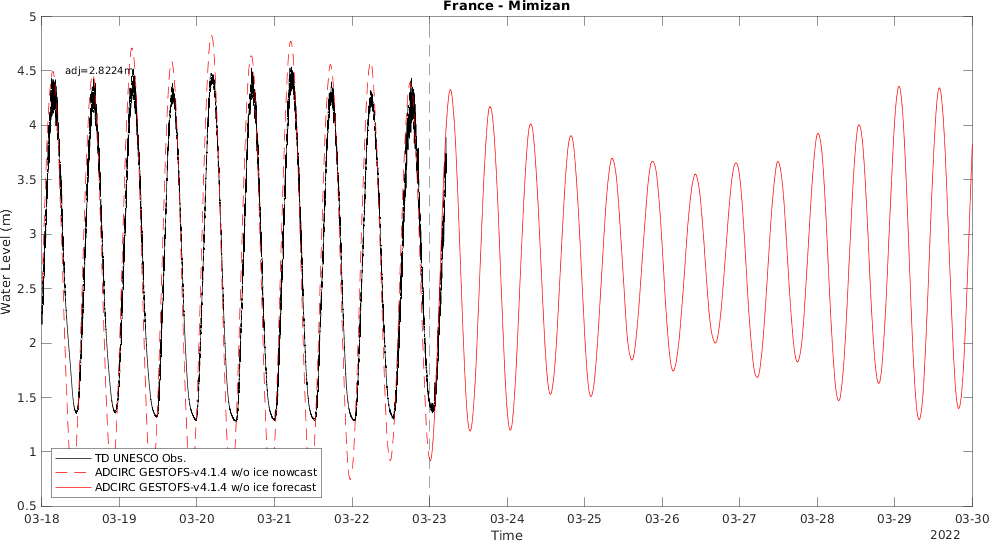 France - Mimizan
5
4.5
4
3.5
3
2.5
2
1.5
1
0.5
Water Level (m)
adj=2.8224m
TD UNESCO Obs.
ADCIRC GESTOFS-v4.1.4 w/o ice nowcast
ADCIRC GESTOFS-v4.1.4 w/o ice forecast
03-18 03-19 03-20 03-21 03-22 03-23 03-24 03-25 03-26 03-27 03-28 03-29 03-30
Time
2022